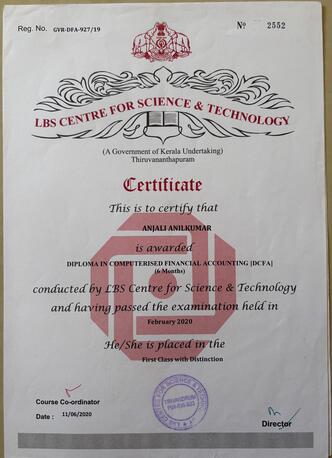 Reg. No. GVR-DFA-927/19
Nº 2552
LBS CENTRE FOR SCIENCE & TECHNOLOGY
(A Government of Kerala Undertaking)
Thiruvananthapuram
Certificate
This is to certify that
ANJALI ANILKUMAR
is awarded
DIPLOMA IN COMPUTERISED FINANCIAL ACCOUNTING [DCFA]
(6 Months)
conducted by LBS Centre for Science & Technology
and having passed the examination held in
February 2020
He/She is placed in the
First Class with Distinction
Course Co-ordinator
Date : 11/06/2020
Director